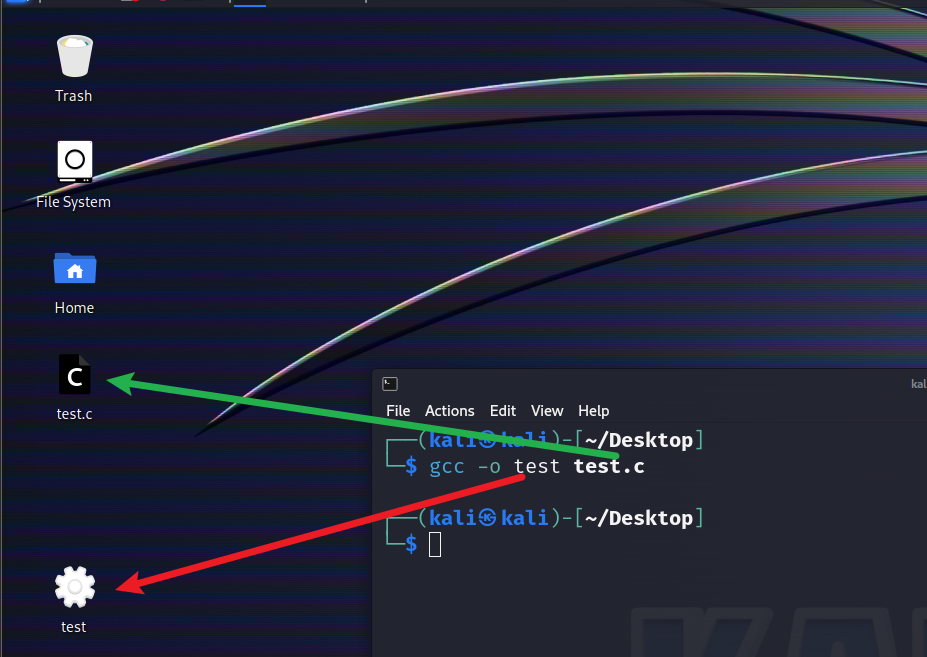 Trash
File System
Home
test.c
test
kal
File Actions Edit View Help
┌──(kali㉿kali)-[~/Desktop]
└─$ gcc -o test test.c
┌──(kali㉿kali)-[~/Desktop]
└─$